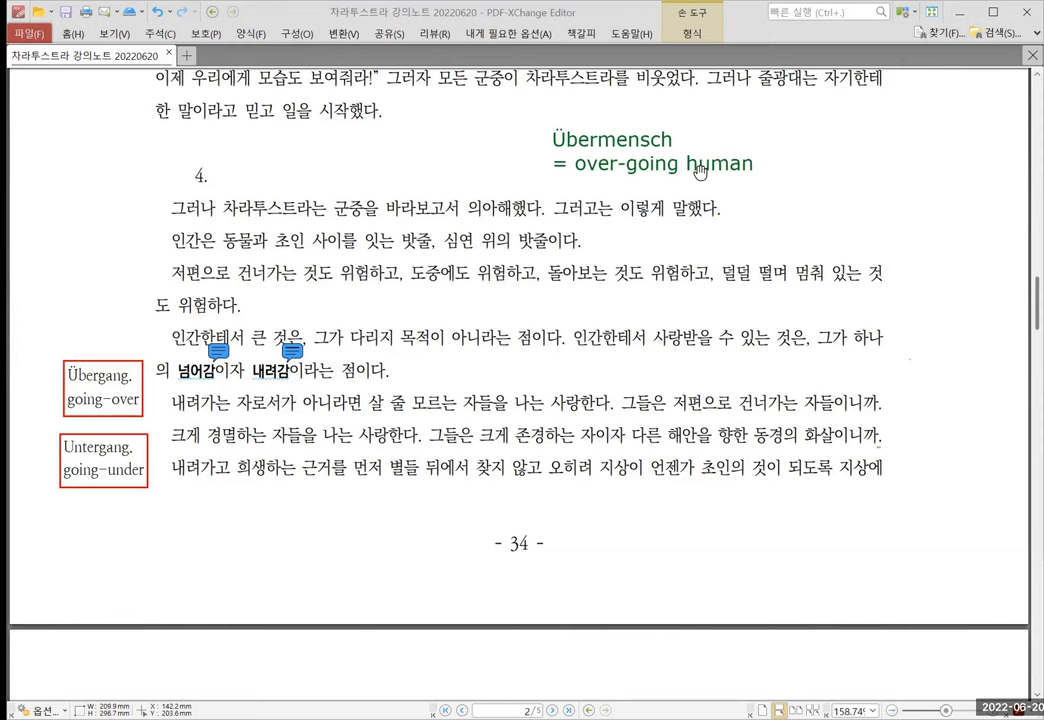 차라투스트라 강의노트 20220620 - PDF-XChange Editor
손 도구
빠른 실행 (Ctrl+.)
파일(F) 홈(H) 보기(V) 주석(C) 보호(P) 양식(F) 구성(O) 변환(V) 공유(S) 리뷰(R) 내게 필요한 옵션(A) 책갈피 도움말(H) 형식 찾기(F)... 검색(S)...
차라투스트라 강의노트 20220620
이제 우리에게 모습도 보여줘라!” 그러자 모든 군중이 차라투스트라를 비웃었다. 그러나 줄광대는 자기한테
한 말이라고 믿고 일을 시작했다.
Übermensch
= over-going human
4.
그러나 차라투스트라는 군중을 바라보고서 의아해했다. 그러고는 이렇게 말했다.
인간은 동물과 초인 사이를 잇는 밧줄, 심연 위의 밧줄이다.
저편으로 건너가는 것도 위험하고, 도중에도 위험하고, 돌아보는 것도 위험하고, 덜덜 떨며 멈춰 있는 것
도 위험하다.
인간한테서 큰 것은, 그가 다리지 목적이 아니라는 점이다. 인간한테서 사랑받을 수 있는 것은, 그가 하나
의 넘어감이자 내려감이라는 점이다.
Übergang.
going-over
내려가는 자로서가 아니라면 살 줄 모르는 자들을 나는 사랑한다. 그들은 저편으로 건너가는 자들이니까.
크게 경멸하는 자들을 나는 사랑한다. 그들은 크게 존경하는 자이자 다른 해안을 향한 동경의 화살이니까.
Untergang.
going-under
내려가고 희생하는 근거를 먼저 별들 뒤에서 찾지 않고 오히려 지상이 언젠가 초인의 것이 되도록 지상에
- 34 -
옵션...
W: 209.9mm
H: 296.7mm
X: 142.2mm
Y: 203.6mm
2/5
158.74%
2022-06-20